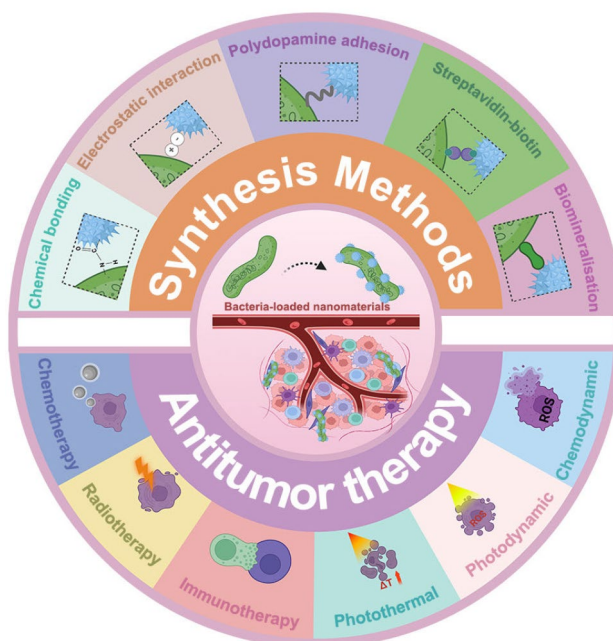 Polydopamine adhesion
Electrostatic interaction
Streptavidin-biotin
Chemical bonding
Biomineralisation
+
−
O
O
N
H
H
Synthesis Methods
Bacteria-loaded nanomaterials
Antitumor therapy
Chemotherapy
Radiotherapy
Immunotherapy
Photothermal
ΔT
Photodynamic
ROS
Chemodynamic
ROS